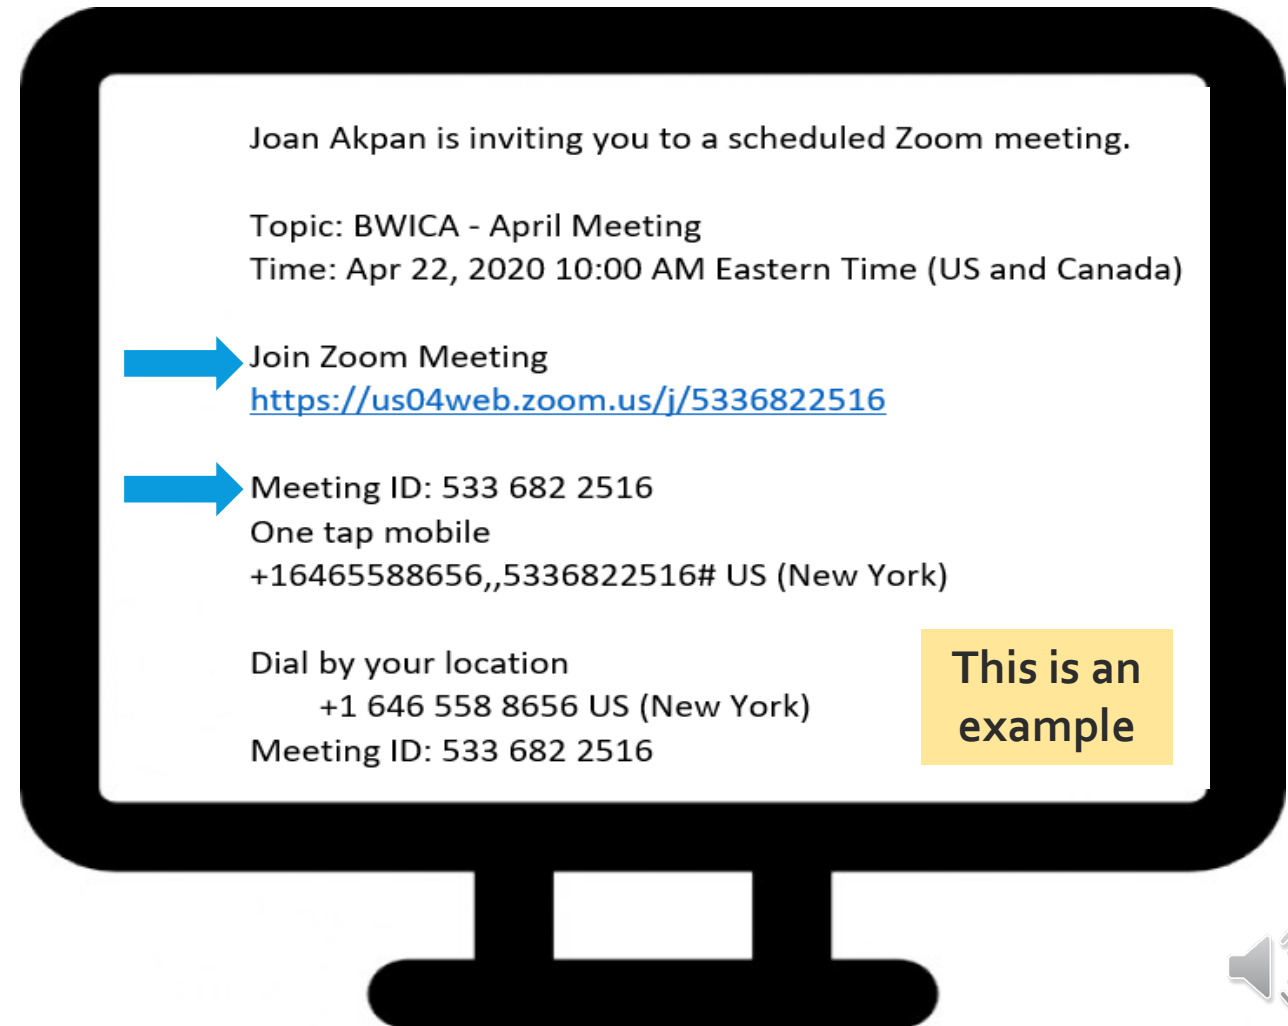 Joan Akpan is inviting you to a scheduled Zoom meeting.
Topic: BWICA - April Meeting
Time: Apr 22, 2020 10:00 AM Eastern Time (US and Canada)
Join Zoom Meeting
https://us04web.zoom.us/j/5336822516
Meeting ID: 533 682 2516
One tap mobile
+16465588656,,5336822516# US (New York)
Dial by your location
+1 646 558 8656 US (New York)
Meeting ID: 533 682 2516
This is an
example